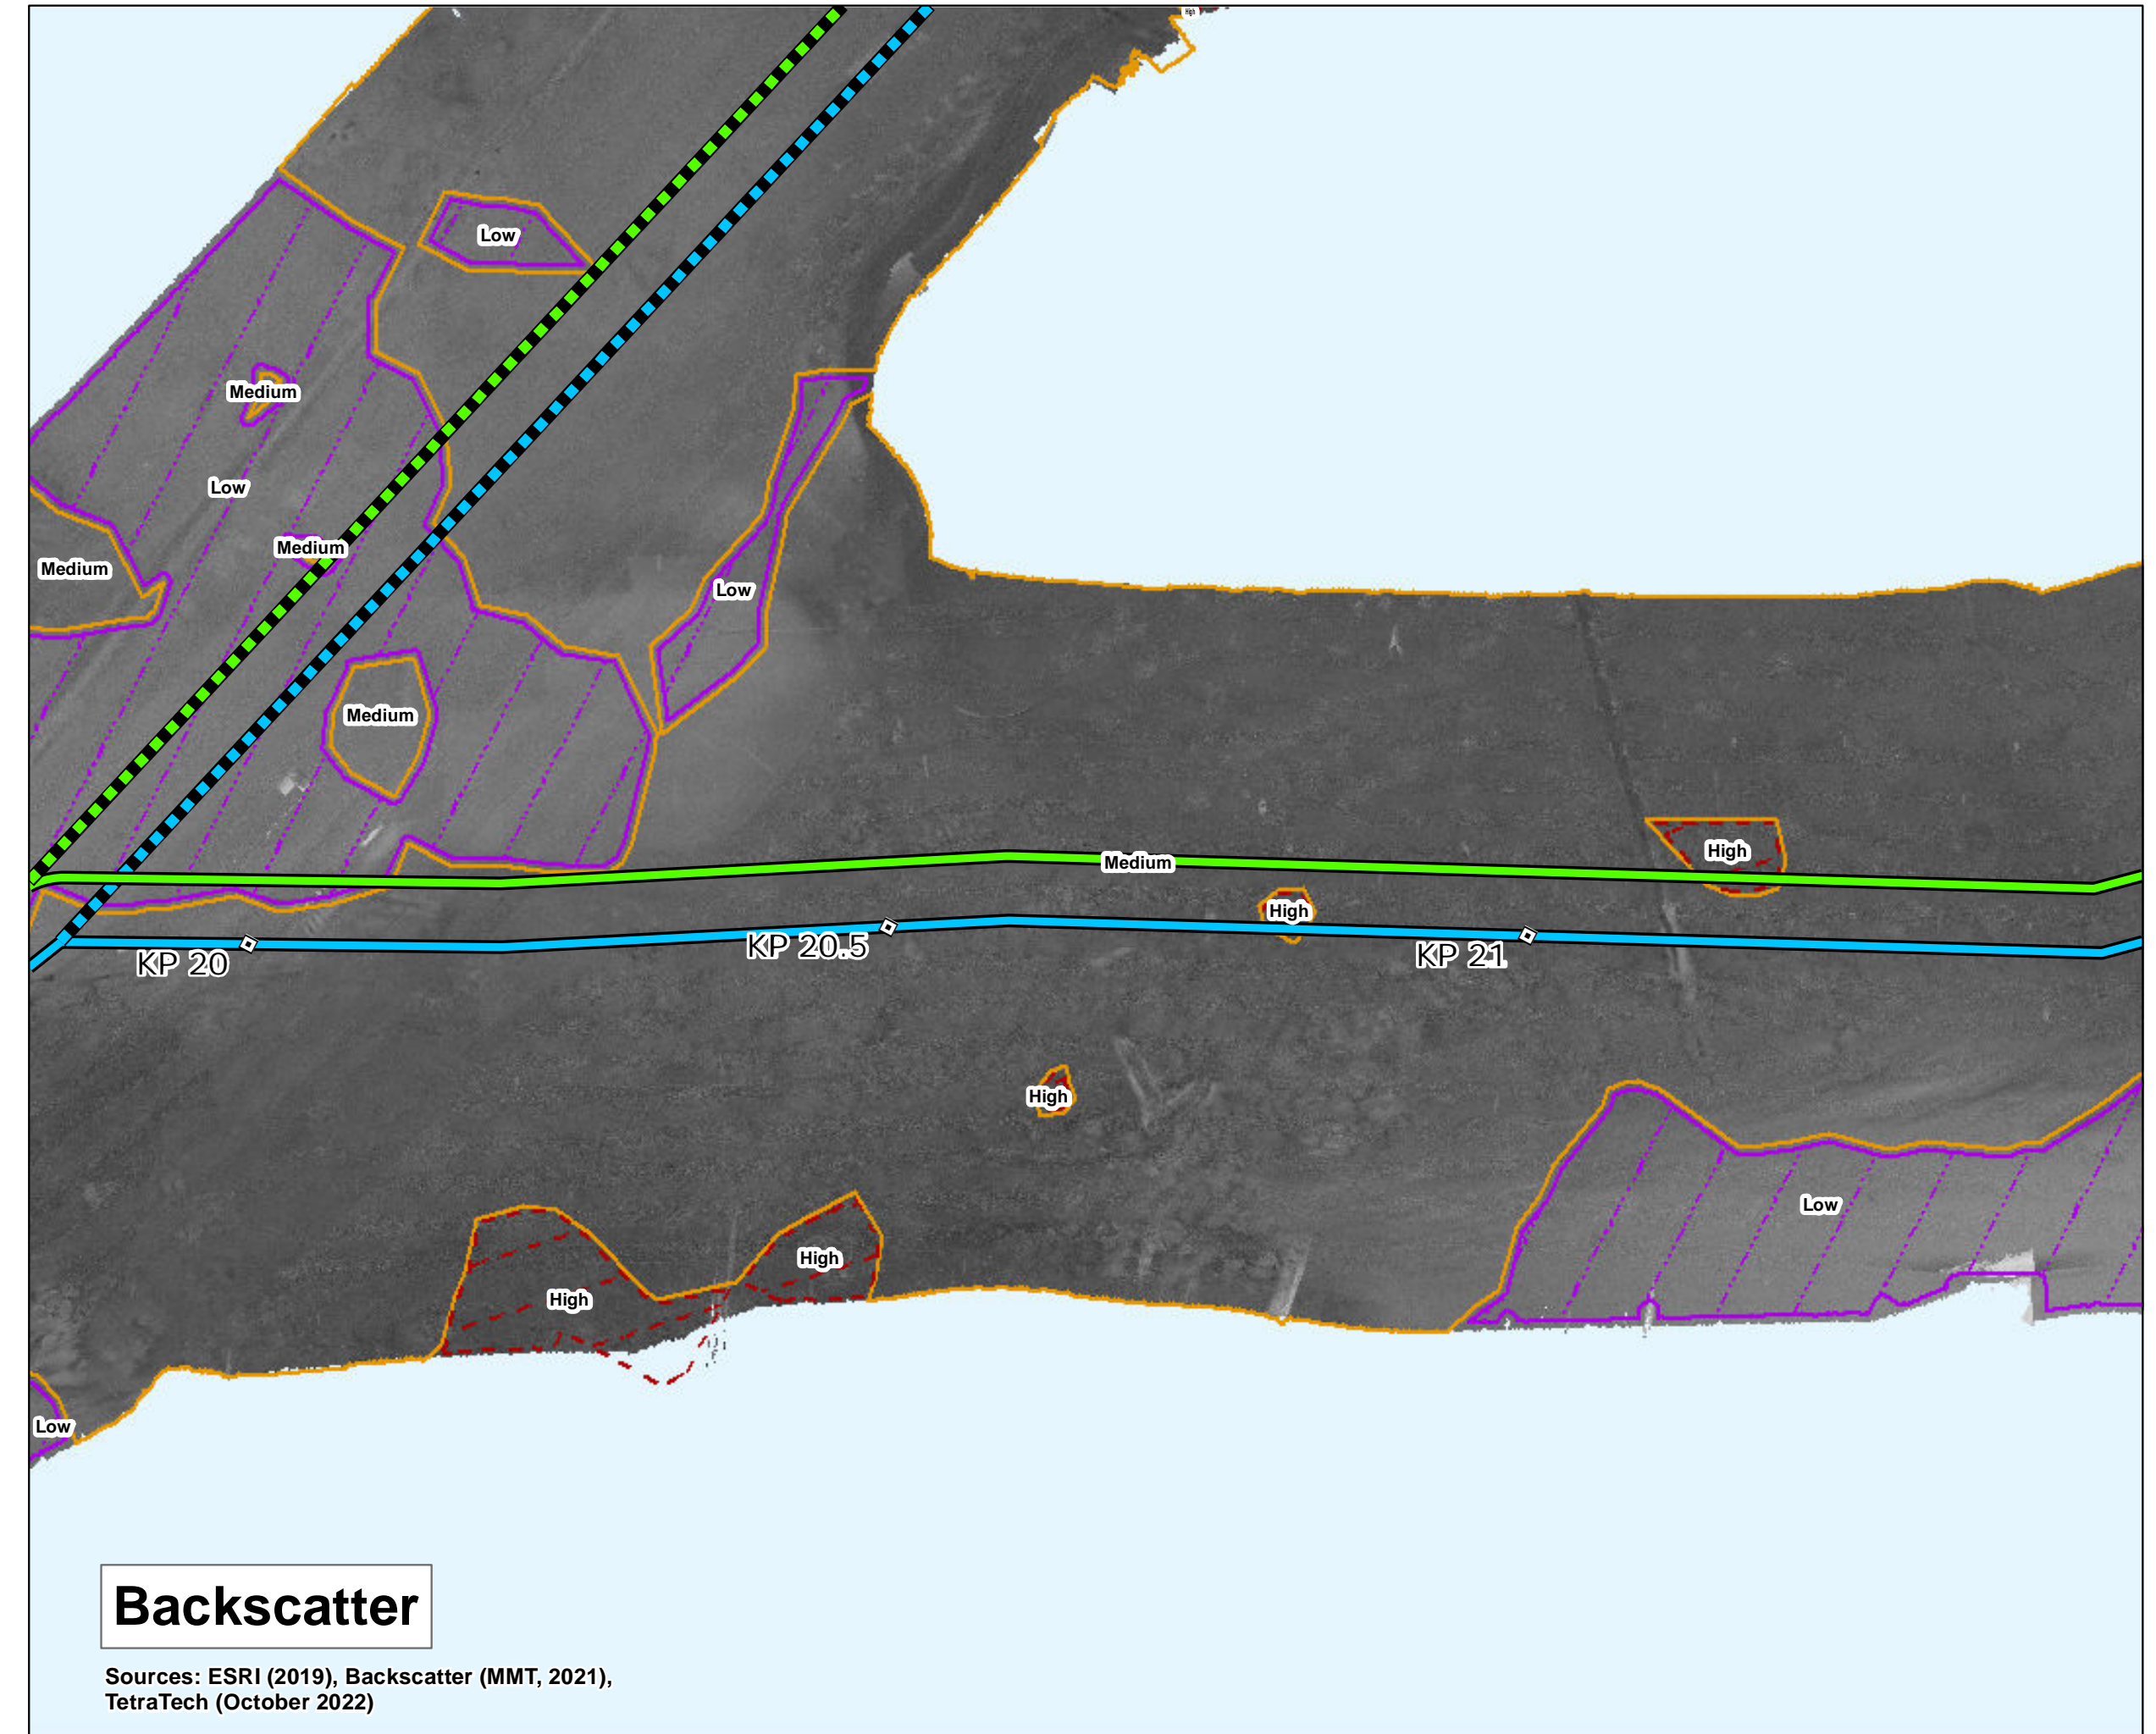 High
Low
Medium
Low
Medium
Medium
Low
Medium
High
Medium
High
KP 20
KP 20.5
KP 21
High
Low
High
High
Low
Backscatter
Sources: ESRI (2019), Backscatter (MMT, 2021),
TetraTech (October 2022)